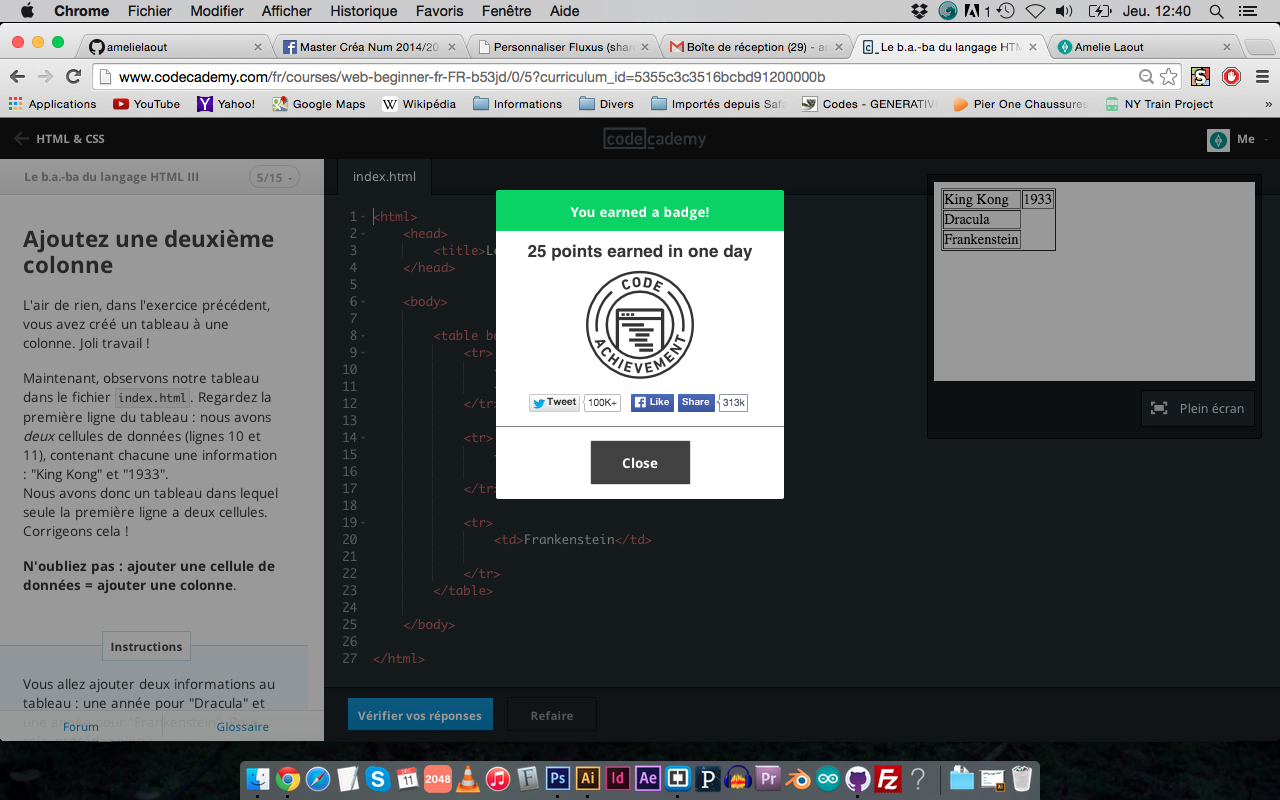 Chrome Fichier Modifier Afficher Historique Favoris Fenêtre Aide 1 Jeu. 12:40
amelielaout
Master Créa Num 2014/20
Personnaliser Fluxus (shar
Boîte de réception (29) - a
Le b.a.-ba du langage HTM
Amelie Laout
www.codecademy.com/fr/courses/web-beginner-fr-FR-b53jd/0/5?curriculum_id=5355c3c3516bcbd91200000b
Applications YouTube Yahoo! Google Maps Wikipédia Informations Divers Importés depuis Safa Codes - GENERATIV Pier One Chaussures NY Train Project »
HTML & CSS
codecademy
Me
Le b.a.-ba du langage HTML III 5/15
index.html
Ajoutez une deuxième
colonne
L'air de rien, dans l'exercice précédent,
vous avez créé un tableau à une
colonne. Joli travail !
Maintenant, observons notre tableau
dans le fichier index.html. Regardez la
première ligne du tableau : nous avons
deux cellules de données (lignes 10 et
11), contenant chacune une information
: "King Kong" et "1933".
Nous avons donc un tableau dans lequel
seule la première ligne a deux cellules.
Corrigeons cela !
N'oubliez pas : ajouter une cellule de
données = ajouter une colonne.
Instructions
Vous allez ajouter deux informations au
tableau : une année pour "Dracula" et
une année pour "Frankenstein".
Forum Glossaire
1 <html>
2 <head>
3 <title>L
4 </head>
5
6 <body>
7
8 <table bo
9 <tr>
10
11
12 </tr
13
14 <tr>
15
16
17 </tr
18
19 <tr>
20 <td>Frankenstein</td>
21
22 </tr>
23 </table>
24
25 </body>
26
27 </html>
You earned a badge!
25 points earned in one day
CODE
ACHIEVEMENT
Tweet 100K+ Like Share 313k
Close
King Kong 1933
Dracula
Frankenstein
Plein écran
Vérifier vos réponses Refaire
11 2048 Ps Ai Id Ae P Pr Fz ?